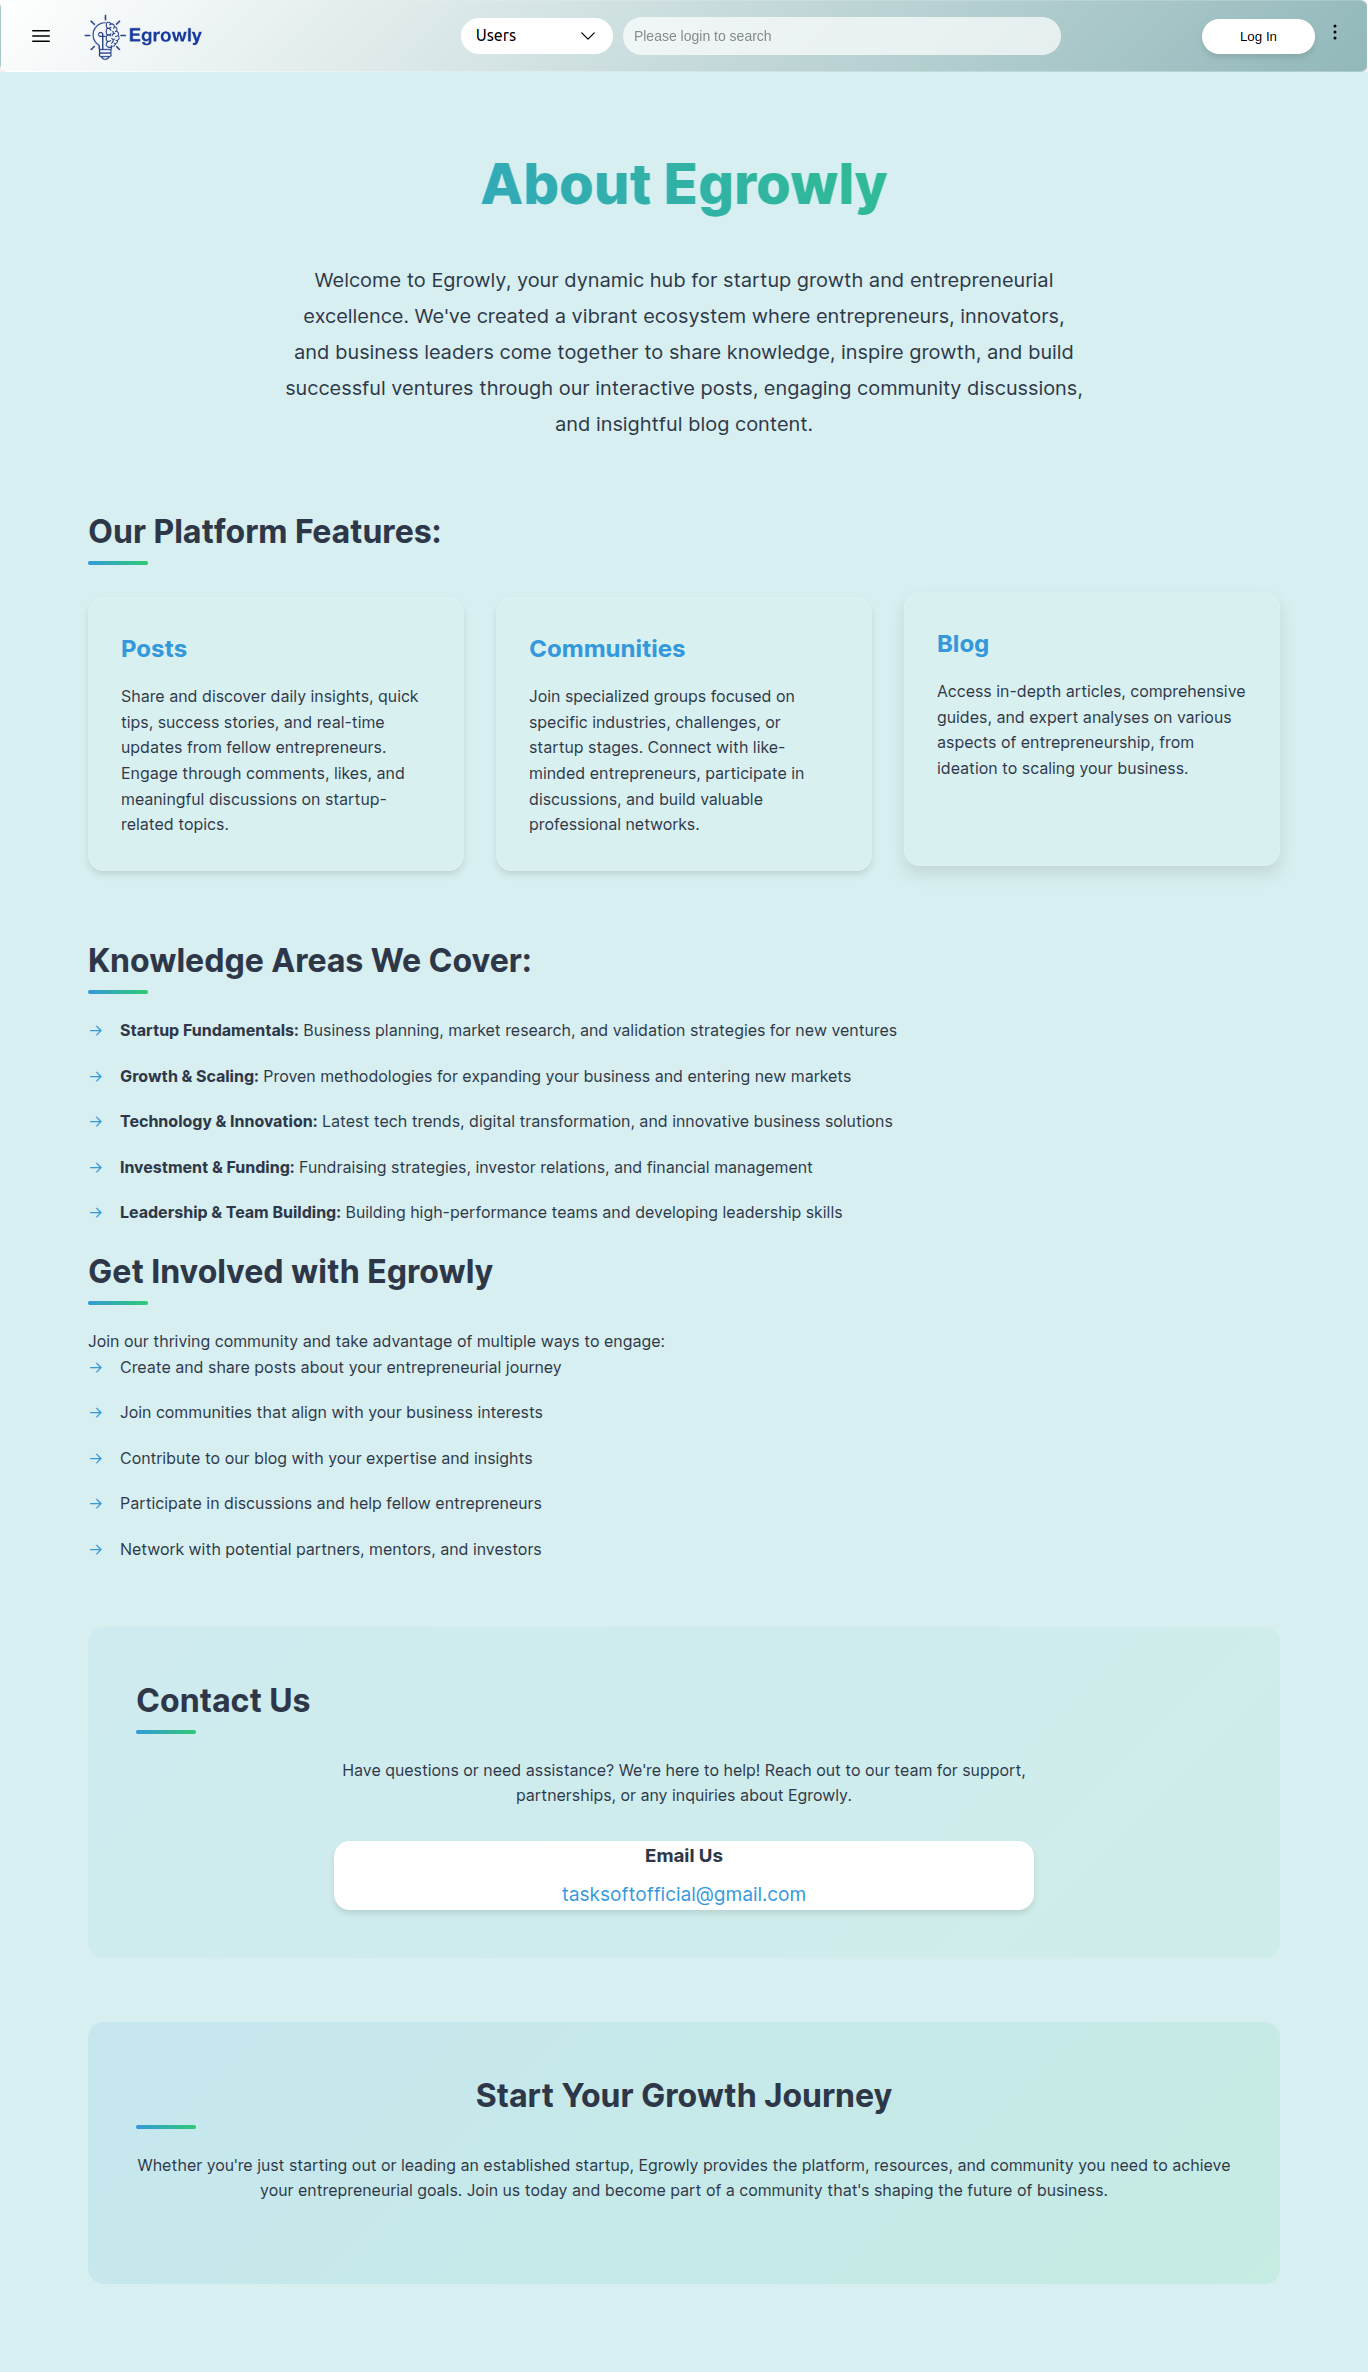 Egrowly
Users
Please login to search
Log In
About Egrowly
Welcome to Egrowly, your dynamic hub for startup growth and entrepreneurial
excellence. We've created a vibrant ecosystem where entrepreneurs, innovators,
and business leaders come together to share knowledge, inspire growth, and build
successful ventures through our interactive posts, engaging community discussions,
and insightful blog content.
Our Platform Features:
Posts
Share and discover daily insights, quick
tips, success stories, and real-time
updates from fellow entrepreneurs.
Engage through comments, likes, and
meaningful discussions on startup-
related topics.
Communities
Join specialized groups focused on
specific industries, challenges, or
startup stages. Connect with like-
minded entrepreneurs, participate in
discussions, and build valuable
professional networks.
Blog
Access in-depth articles, comprehensive
guides, and expert analyses on various
aspects of entrepreneurship, from
ideation to scaling your business.
Knowledge Areas We Cover:
→ Startup Fundamentals: Business planning, market research, and validation strategies for new ventures
→ Growth & Scaling: Proven methodologies for expanding your business and entering new markets
→ Technology & Innovation: Latest tech trends, digital transformation, and innovative business solutions
→ Investment & Funding: Fundraising strategies, investor relations, and financial management
→ Leadership & Team Building: Building high-performance teams and developing leadership skills
Get Involved with Egrowly
Join our thriving community and take advantage of multiple ways to engage:
→ Create and share posts about your entrepreneurial journey
→ Join communities that align with your business interests
→ Contribute to our blog with your expertise and insights
→ Participate in discussions and help fellow entrepreneurs
→ Network with potential partners, mentors, and investors
Contact Us
Have questions or need assistance? We're here to help! Reach out to our team for support,
partnerships, or any inquiries about Egrowly.
Email Us
tasksoftofficial@gmail.com
Start Your Growth Journey
Whether you're just starting out or leading an established startup, Egrowly provides the platform, resources, and community you need to achieve
your entrepreneurial goals. Join us today and become part of a community that's shaping the future of business.